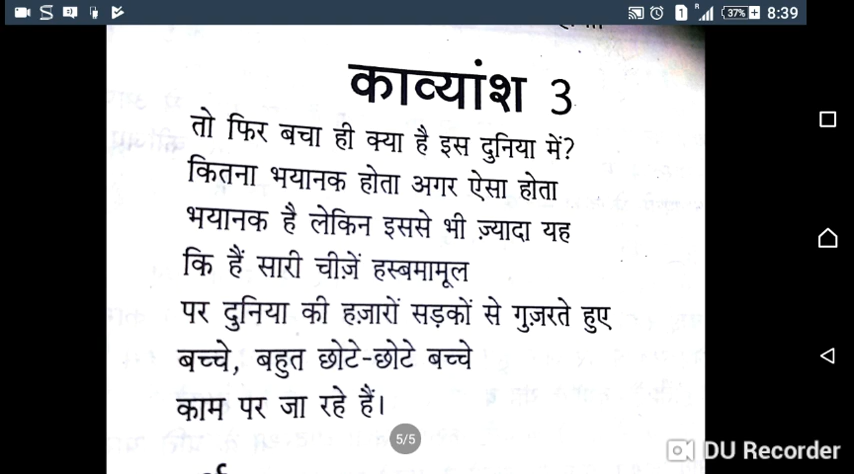 37%
8:39
काव्यांश 3
तो फिर बचा ही क्या है इस दुनिया में?
कितना भयानक होता अगर ऐसा होता
भयानक है लेकिन इससे भी ज़्यादा यह
कि हैं सारी चीज़ें हस्बमामूल
पर दुनिया की हज़ारों सड़कों से गुज़रते हुए
बच्चे, बहुत छोटे-छोटे बच्चे
काम पर जा रहे हैं।
5/5
DU Recorder